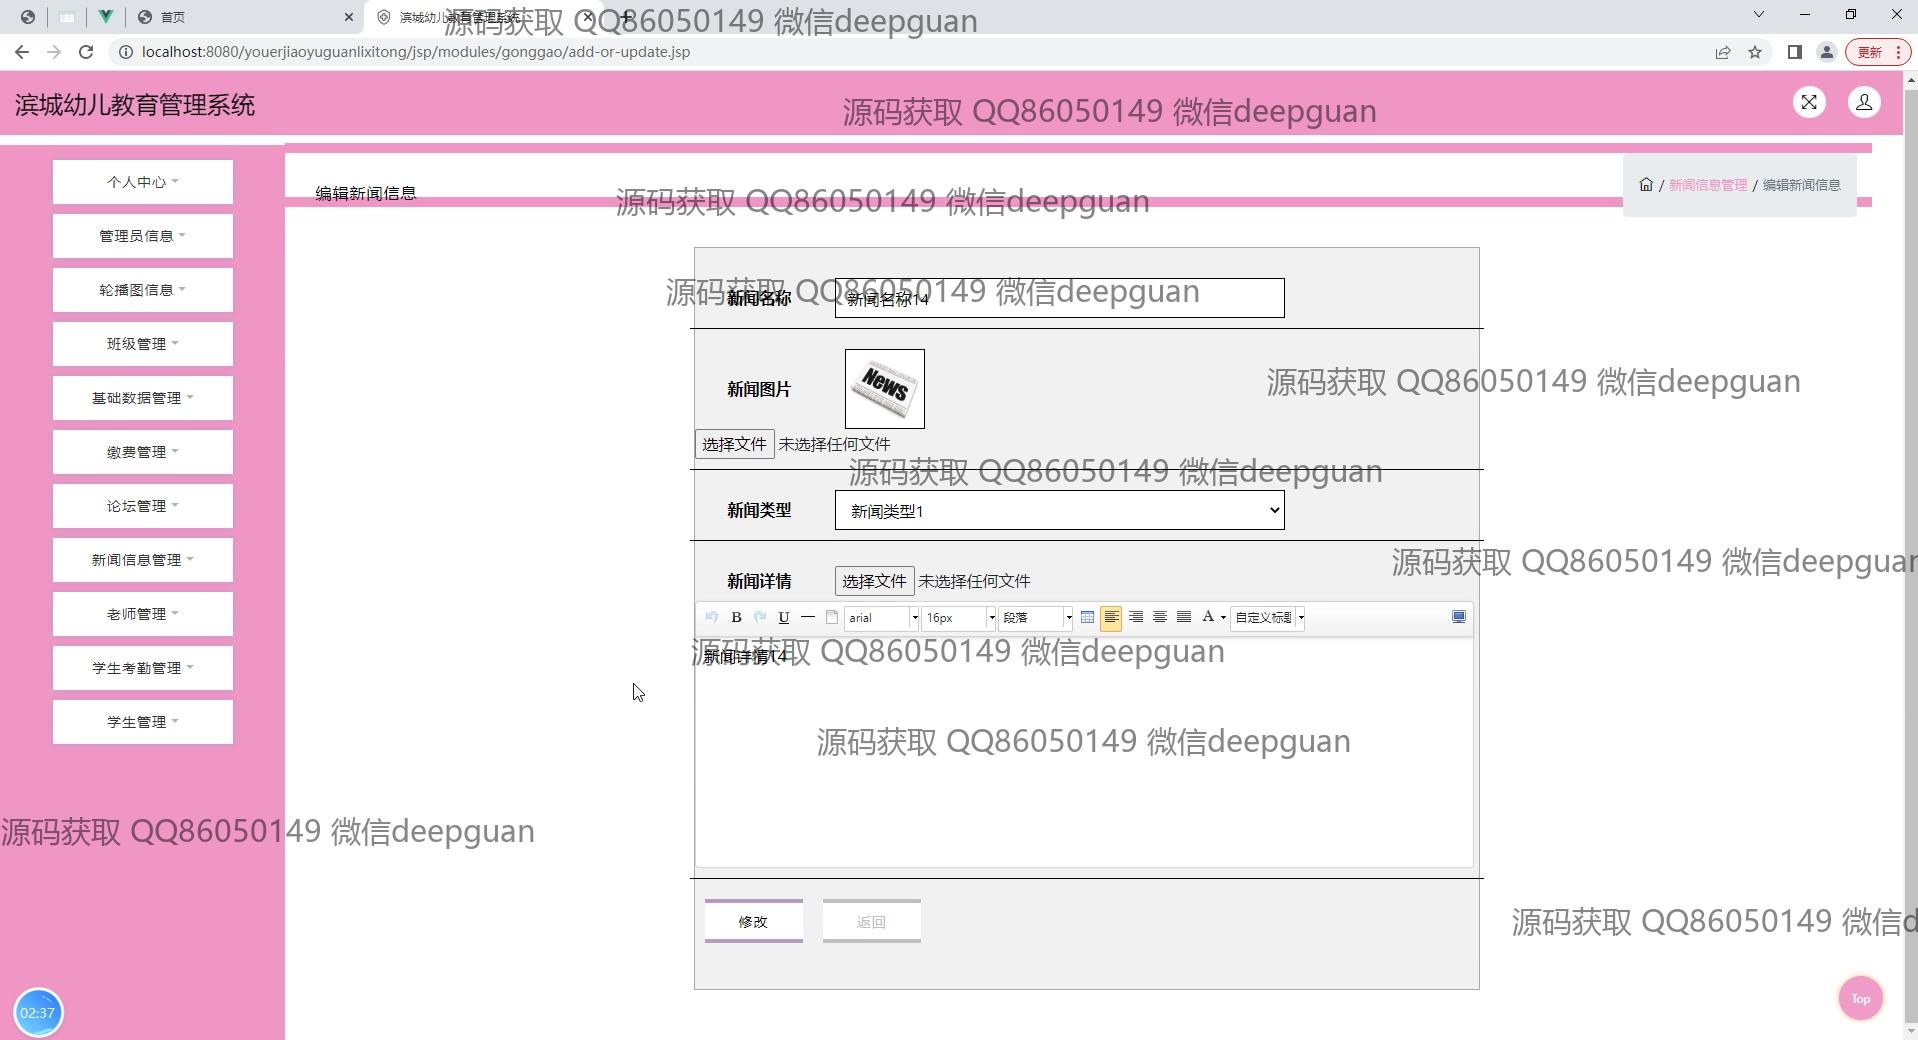 首页
滨城幼儿教育管理系统
源码获取 QQ86050149 微信deepguan
localhost:8080/youerjiaoyuguanlixitong/jsp/modules/gonggao/add-or-update.jsp
更新
滨城幼儿教育管理系统
源码获取 QQ86050149 微信deepguan
个人中心
管理员信息
轮播图信息
班级管理
基础数据管理
缴费管理
论坛管理
新闻信息管理
老师管理
学生考勤管理
学生管理
编辑新闻信息
源码获取 QQ86050149 微信deepguan
/ 新闻信息管理 / 编辑新闻信息
源码获取 QQ86050149 微信deepguan
新闻名称
新闻名称14
新闻图片
News
源码获取 QQ86050149 微信deepguan
选择文件 未选择任何文件
源码获取 QQ86050149 微信deepguan
新闻类型
新闻类型1
源码获取 QQ86050149 微信deepguan
新闻详情
选择文件 未选择任何文件
B U arial 16px 段落 A 自定义标题
新闻详情14
源码获取 QQ86050149 微信deepguan
源码获取 QQ86050149 微信deepguan
源码获取 QQ86050149 微信deepguan
修改
返回
源码获取 QQ86050149 微信d
02:37
Top